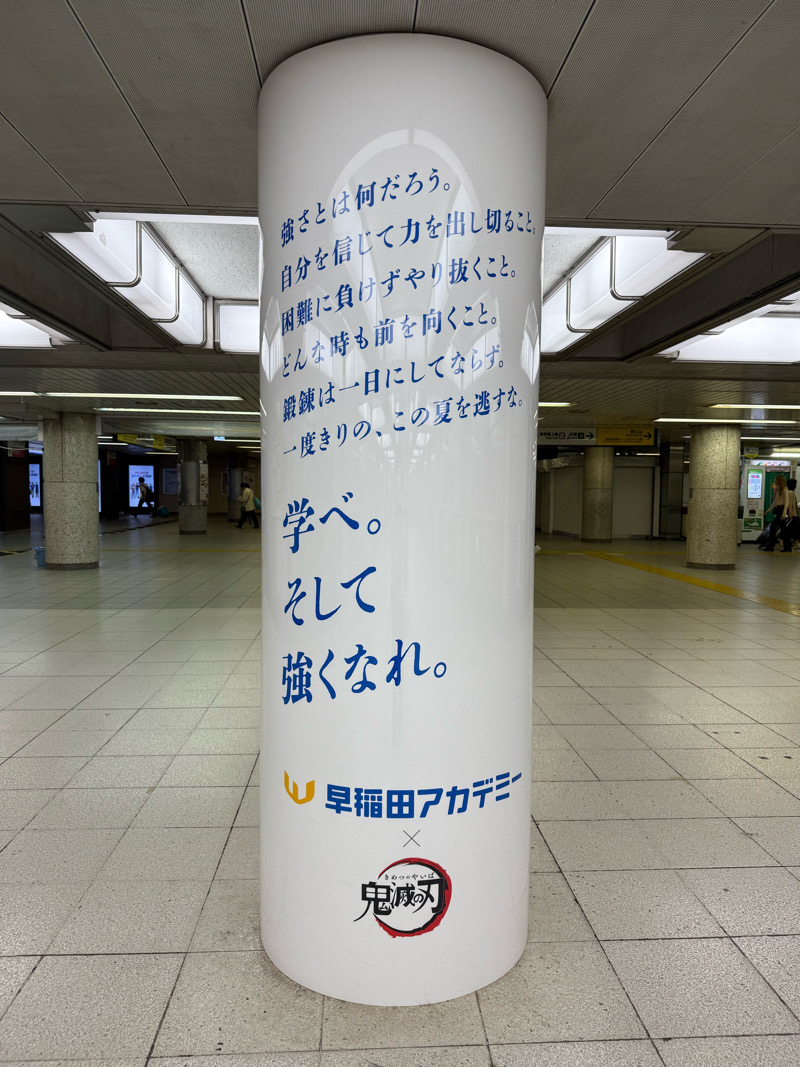 強さとは何だろう。
自分を信じて力を出し切ること。
困難に負けずやり抜くこと。
どんな時も前を向くこと。
鍛錬は一日にしてならず。
一度きりの、この夏を逃すな。
学べ。
そして
強くなれ。
早稲田アカデミー
×
きめつのやいば
鬼滅の刃